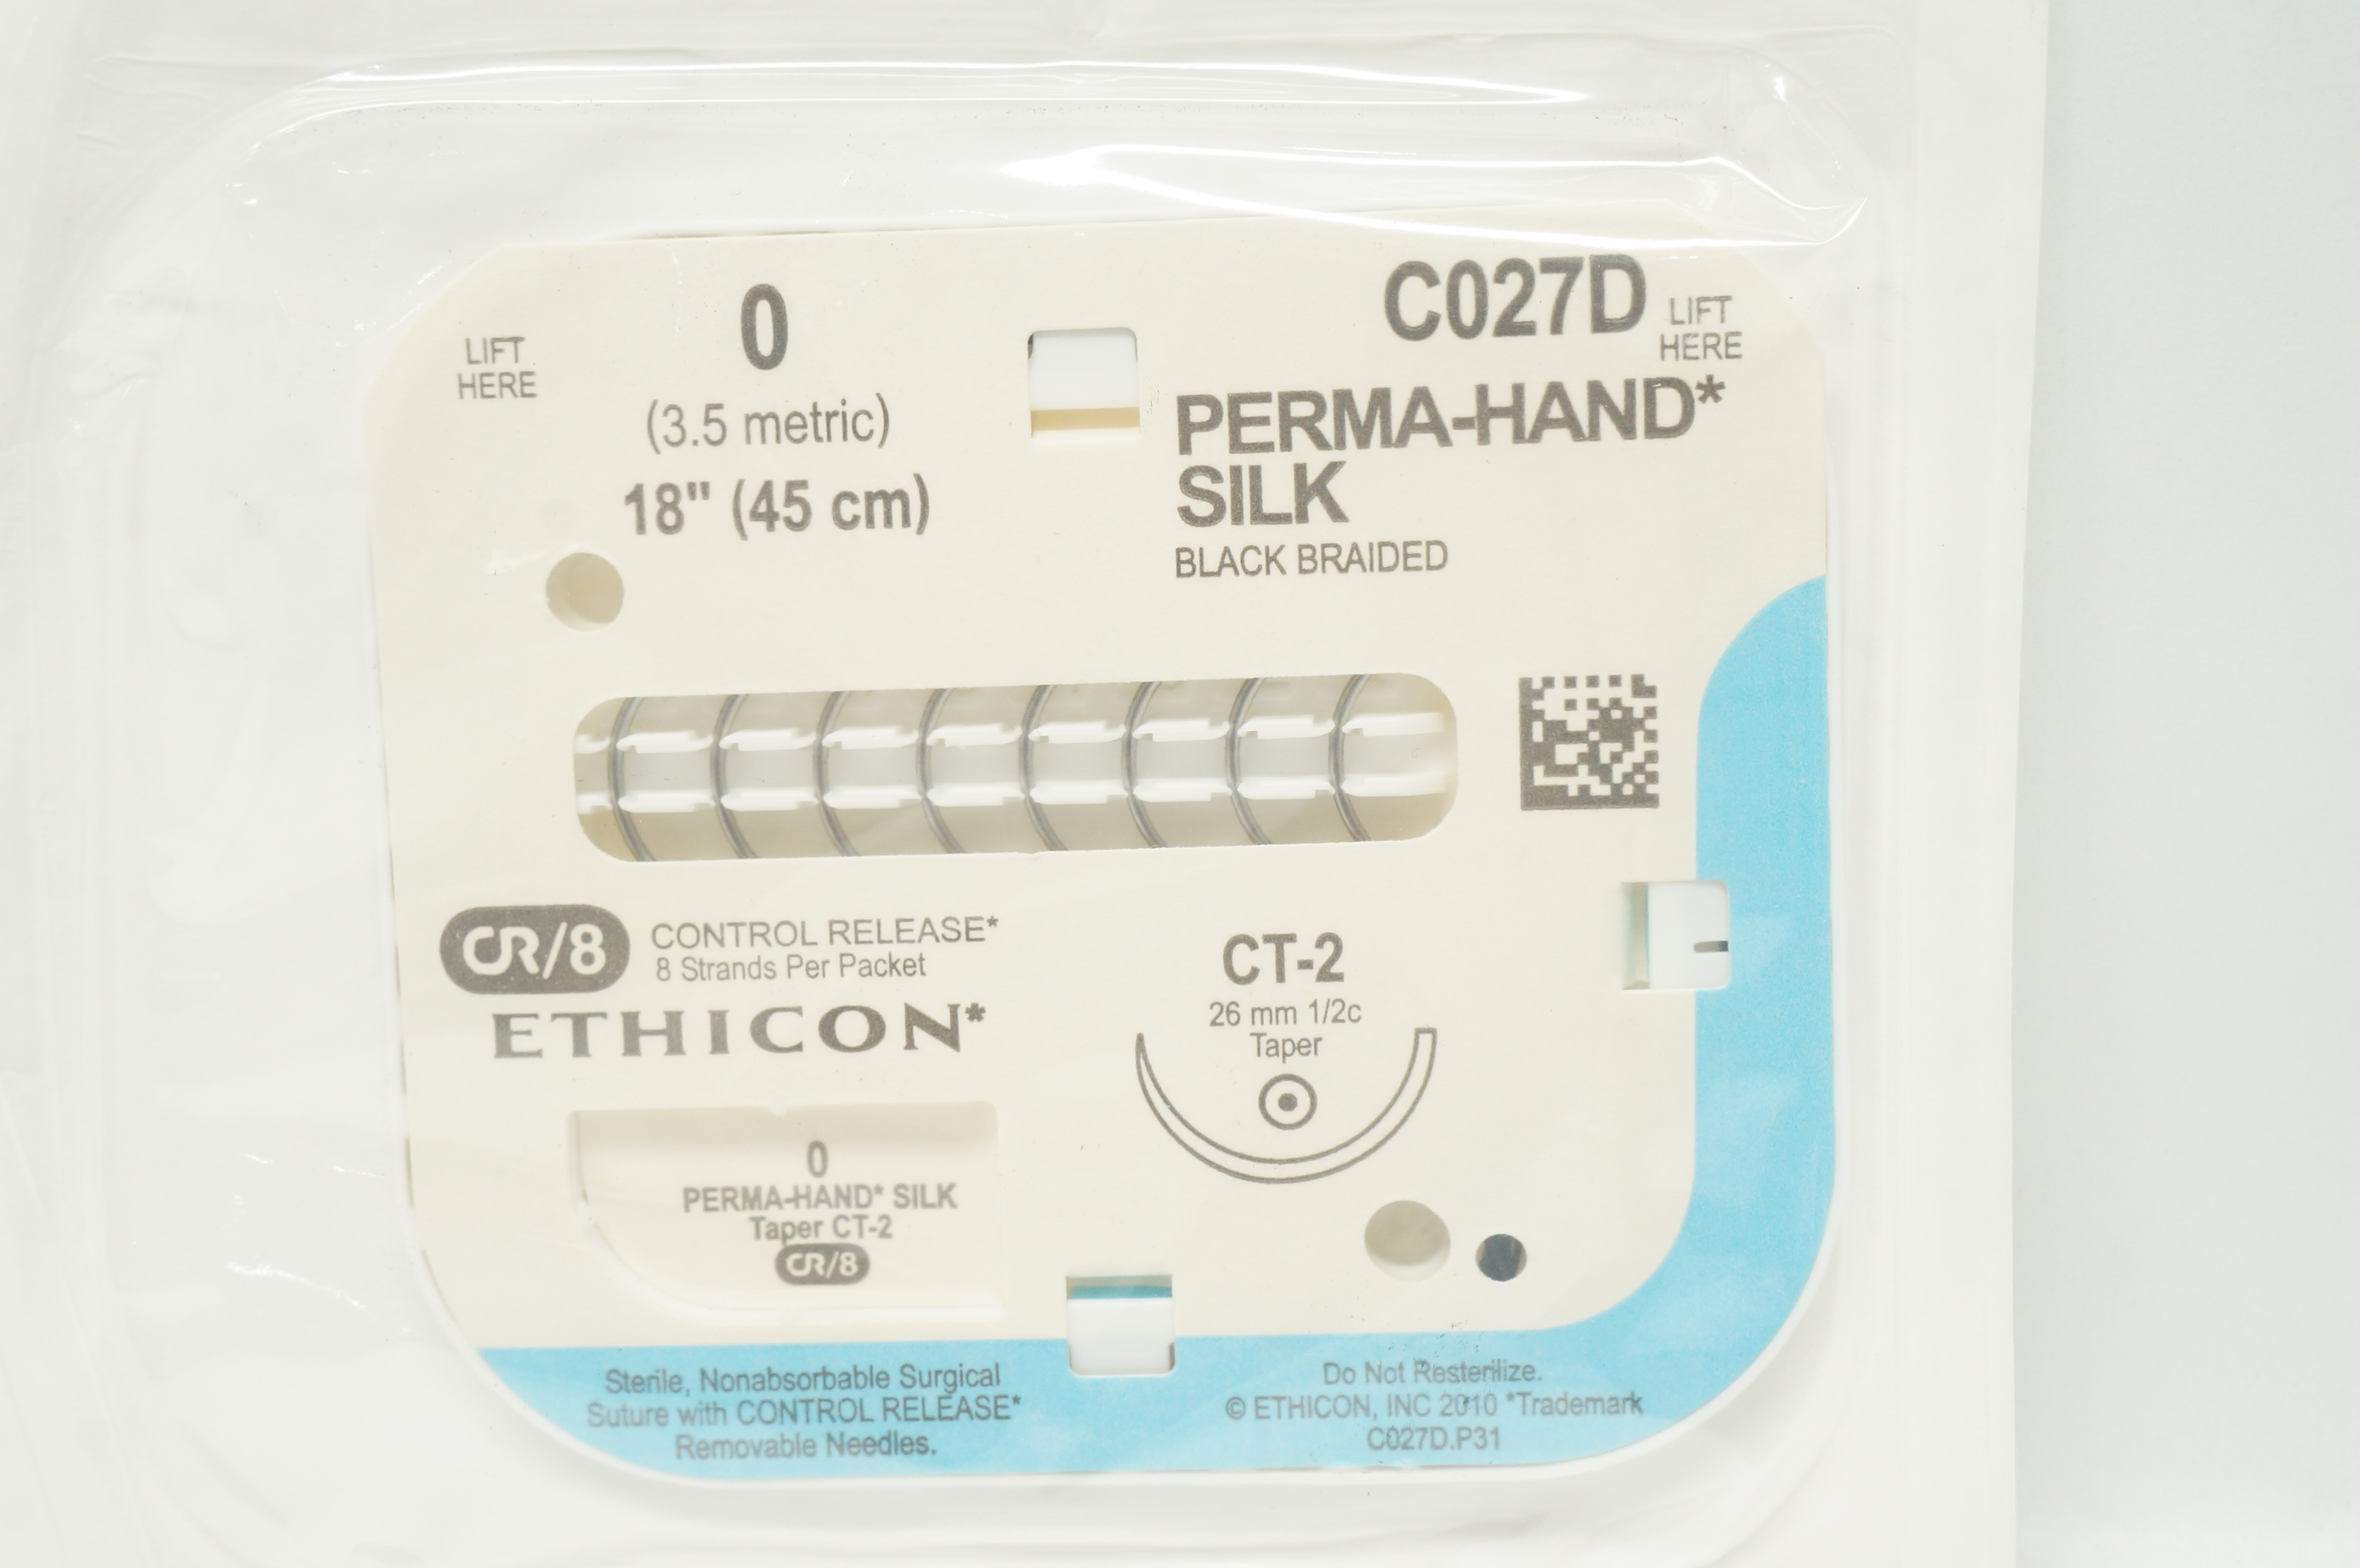 LIFT
HERE
0
(3.5 metric)
18" (45 cm)
C027D
LIFT
HERE
PERMA-HAND*
SILK
BLACK BRAIDED
CR/8
CONTROL RELEASE*
8 Strands Per Packet
ETHICON*
CT-2
26 mm 1/2c
Taper
0
PERMA-HAND* SILK
Taper CT-2
CR/8
Sterile, Nonabsorbable Surgical
Suture with CONTROL RELEASE*
Removable Needles.
Do Not Resterilize.
© ETHICON, INC 2010 *Trademark
C027D.P31